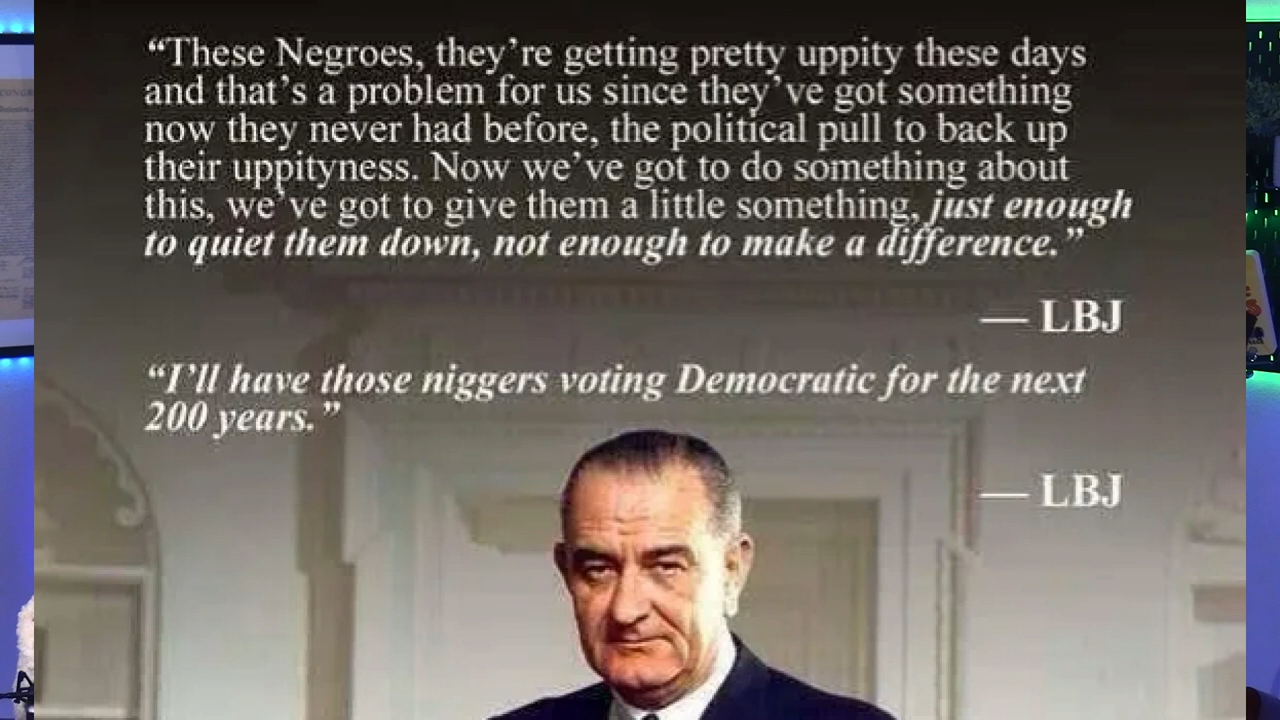 “These Negroes, they’re getting pretty uppity these days
and that’s a problem for us since they’ve got something
now they never had before, the political pull to back up
their uppityness. Now we’ve got to do something about
this, we’ve got to give them a little something, just enough
to quiet them down, not enough to make a difference.”
— LBJ
“I’ll have those niggers voting Democratic for the next
200 years.”
— LBJ